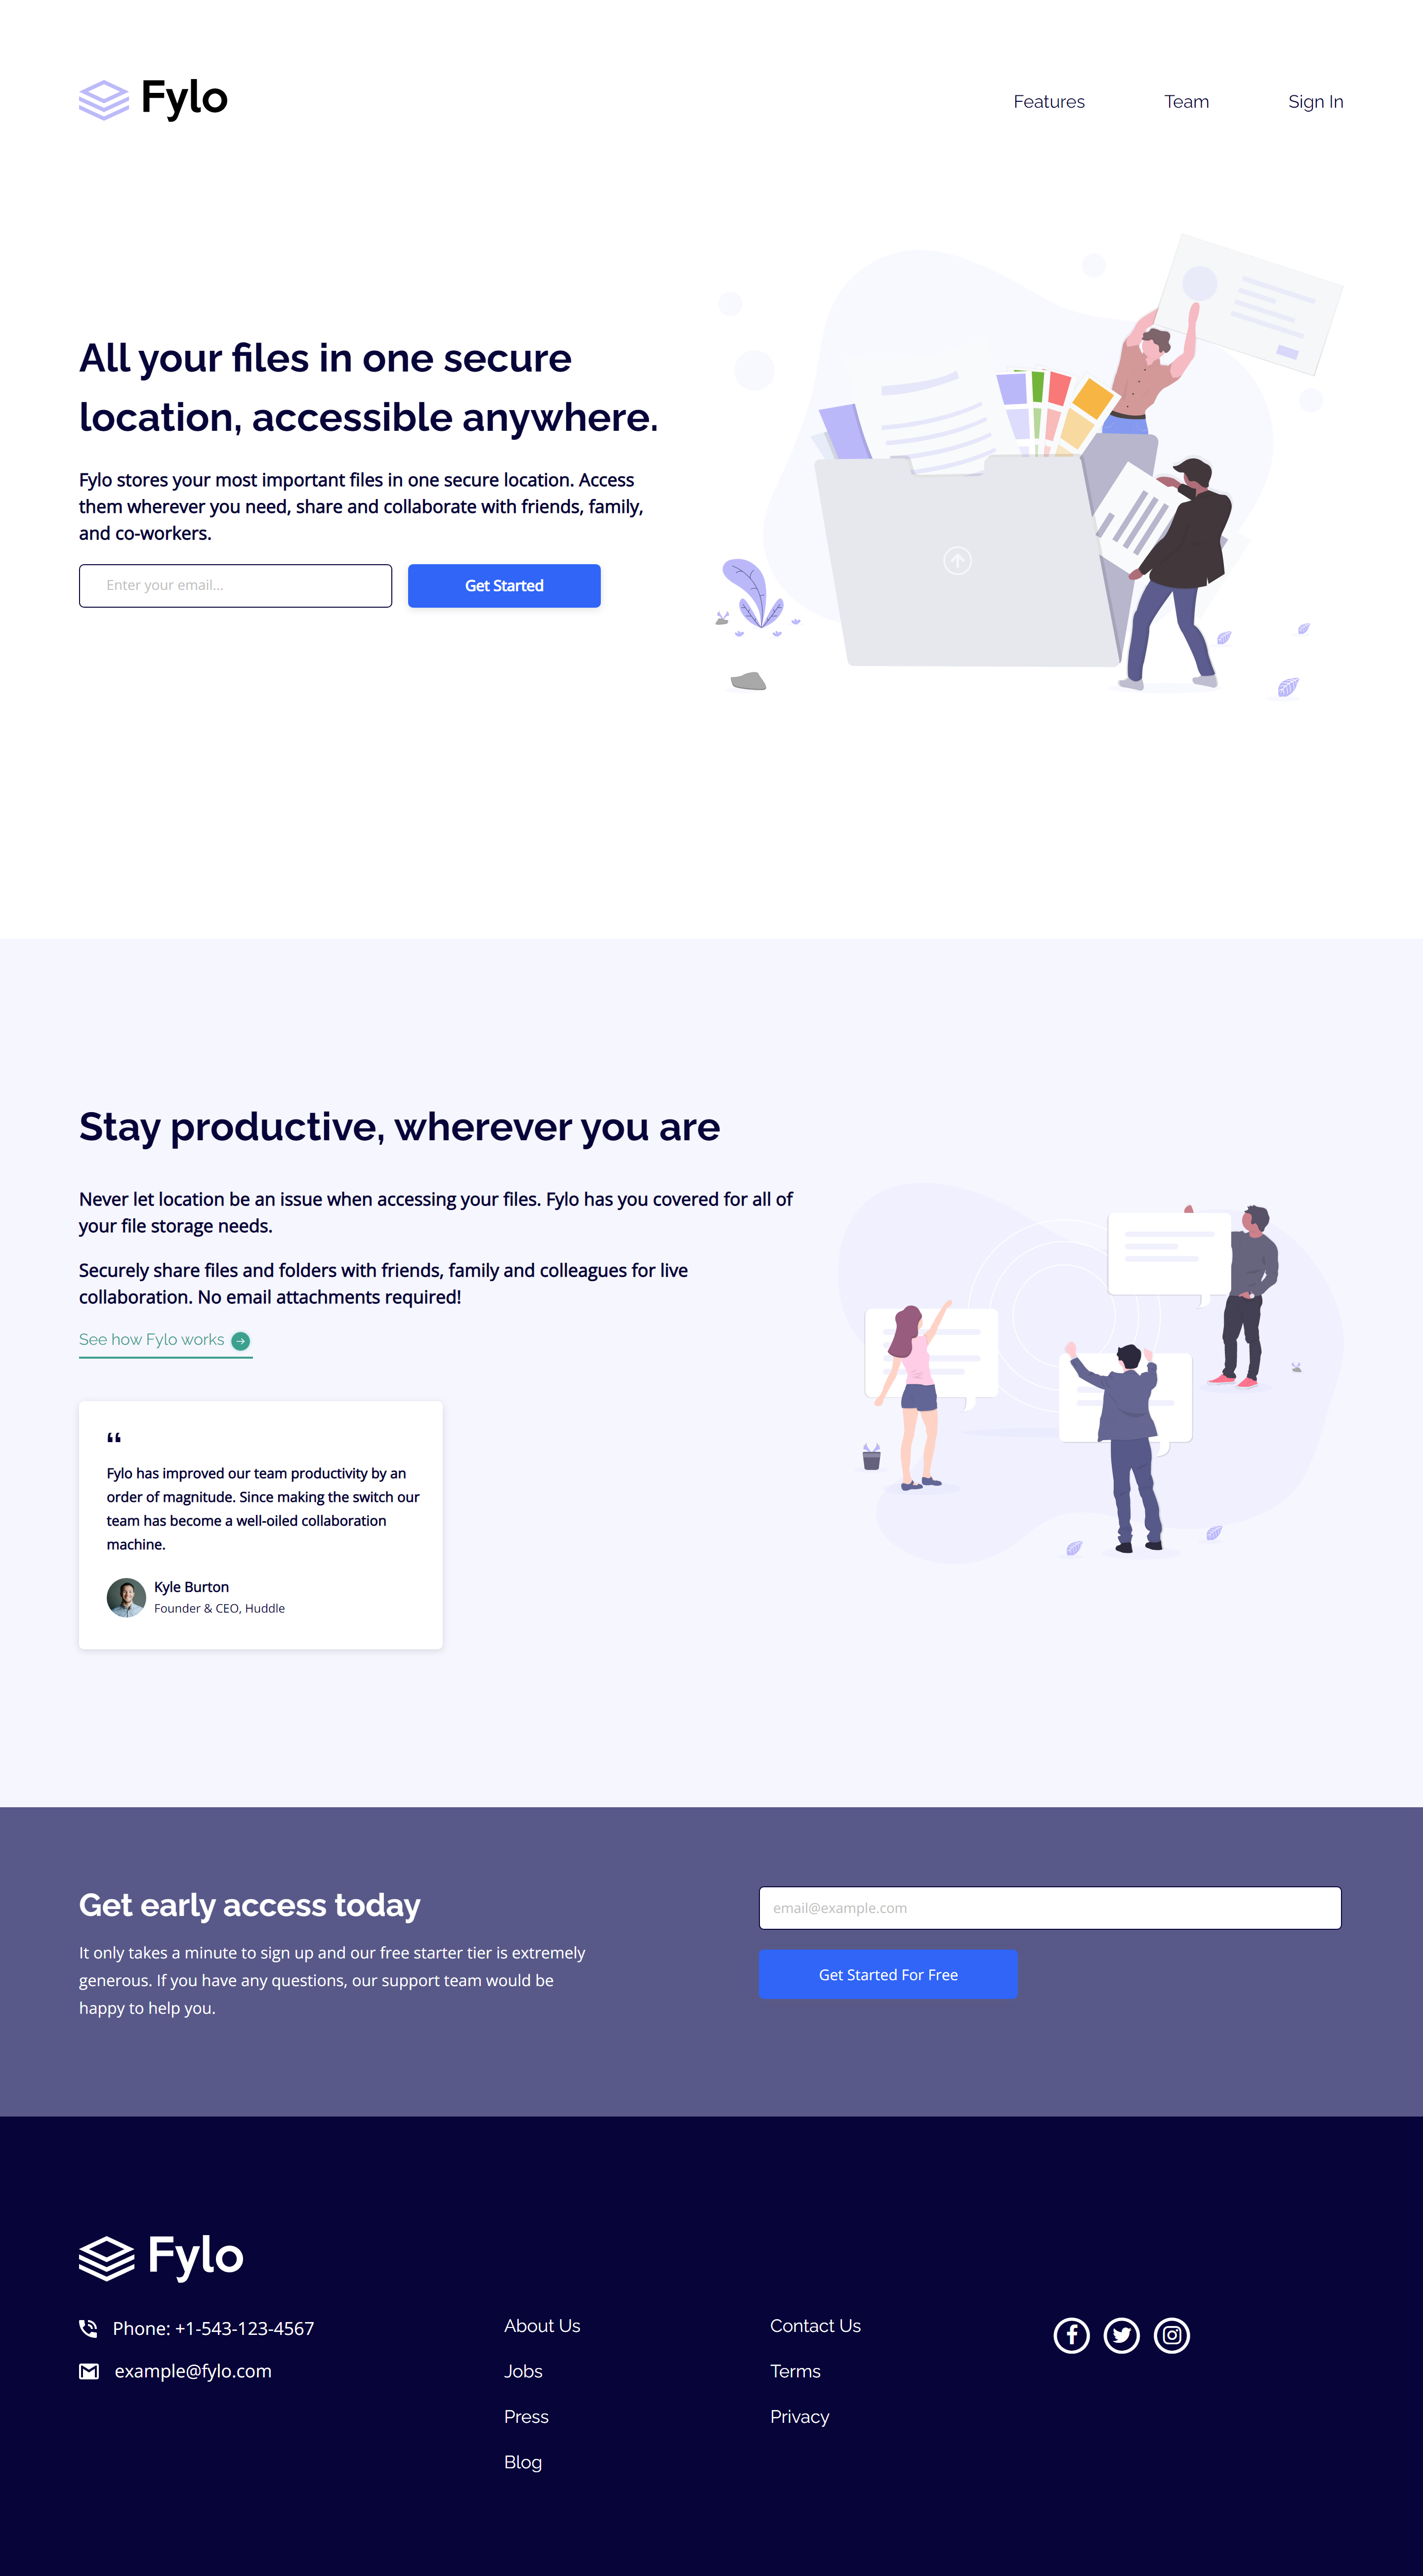 Fylo
Features
Team
Sign In
All your files in one secure
location, accessible anywhere.
Fylo stores your most important files in one secure location. Access
them wherever you need, share and collaborate with friends, family,
and co-workers.
Enter your email...
Get Started
Stay productive, wherever you are
Never let location be an issue when accessing your files. Fylo has you covered for all of
your file storage needs.
Securely share files and folders with friends, family and colleagues for live
collaboration. No email attachments required!
See how Fylo works
“
Fylo has improved our team productivity by an
order of magnitude. Since making the switch our
team has become a well-oiled collaboration
machine.
Kyle Burton
Founder & CEO, Huddle
Get early access today
It only takes a minute to sign up and our free starter tier is extremely
generous. If you have any questions, our support team would be
happy to help you.
email@example.com
Get Started For Free
Fylo
Phone: +1-543-123-4567
example@fylo.com
About Us
Jobs
Press
Blog
Contact Us
Terms
Privacy